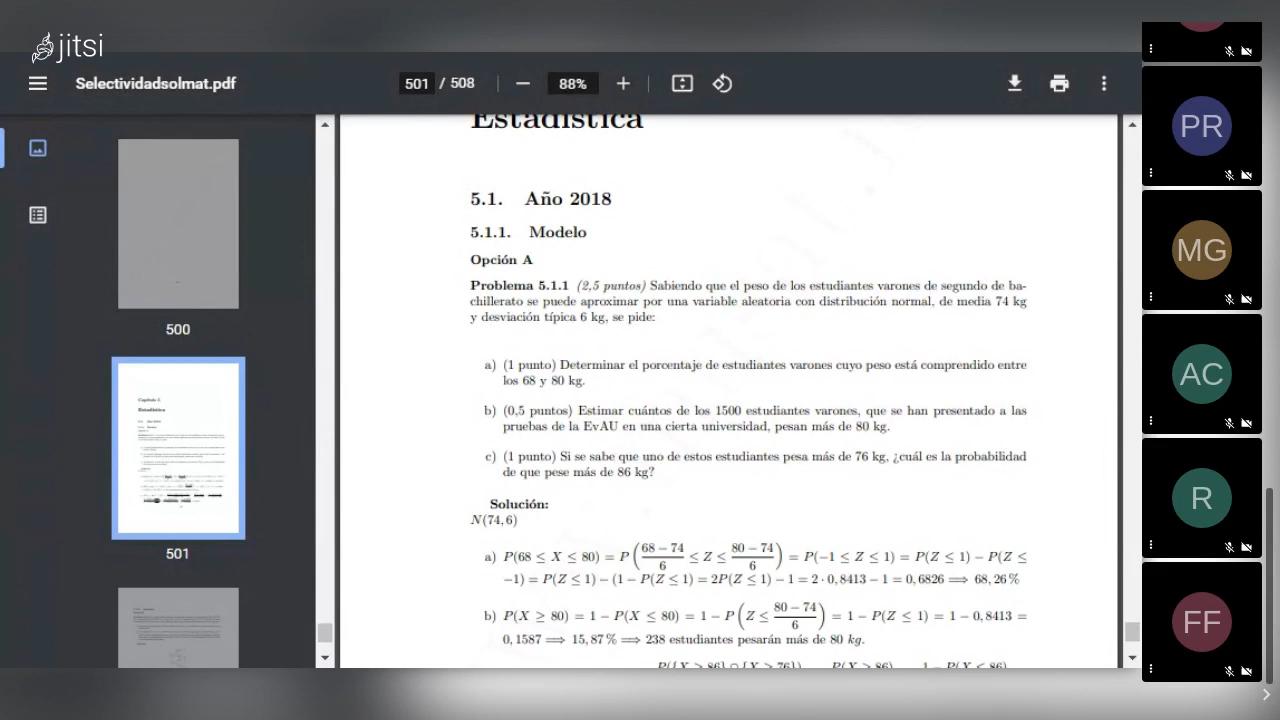 jitsi
Selectividadsolmat.pdf
501 / 508
88%
500
501
Estadística
5.1. Año 2018
5.1.1. Modelo
Opción A
Problema 5.1.1 (2,5 puntos) Sabiendo que el peso de los estudiantes varones de segundo de ba-
chillerato se puede aproximar por una variable aleatoria con distribución normal, de media 74 kg
y desviación típica 6 kg, se pide:
a) (1 punto) Determinar el porcentaje de estudiantes varones cuyo peso está comprendido entre
los 68 y 80 kg.
b) (0,5 puntos) Estimar cuántos de los 1500 estudiantes varones, que se han presentado a las
pruebas de la EvAU en una cierta universidad, pesan más de 80 kg.
c) (1 punto) Si se sabe que uno de estos estudiantes pesa más de 76 kg, ¿cuál es la probabilidad
de que pese más de 86 kg?
Solución:
N(74,6)
a) P(68 ≤ X ≤ 80) = P((68 − 74)/6 ≤ Z ≤ (80 − 74)/6) = P(−1 ≤ Z ≤ 1) = P(Z ≤ 1) − P(Z ≤
−1) = P(Z ≤ 1) − (1 − P(Z ≤ 1) = 2P(Z ≤ 1) − 1 = 2 · 0,8413 − 1 = 0,6826 ⟹ 68,26 %
b) P(X ≥ 80) = 1 − P(X ≤ 80) = 1 − P(Z ≤ (80 − 74)/6) = 1 − P(Z ≤ 1) = 1 − 0,8413 =
0,1587 ⟹ 15,87 % ⟹ 238 estudiantes pesarán más de 80 kg.
PR
MG
AC
R
FF